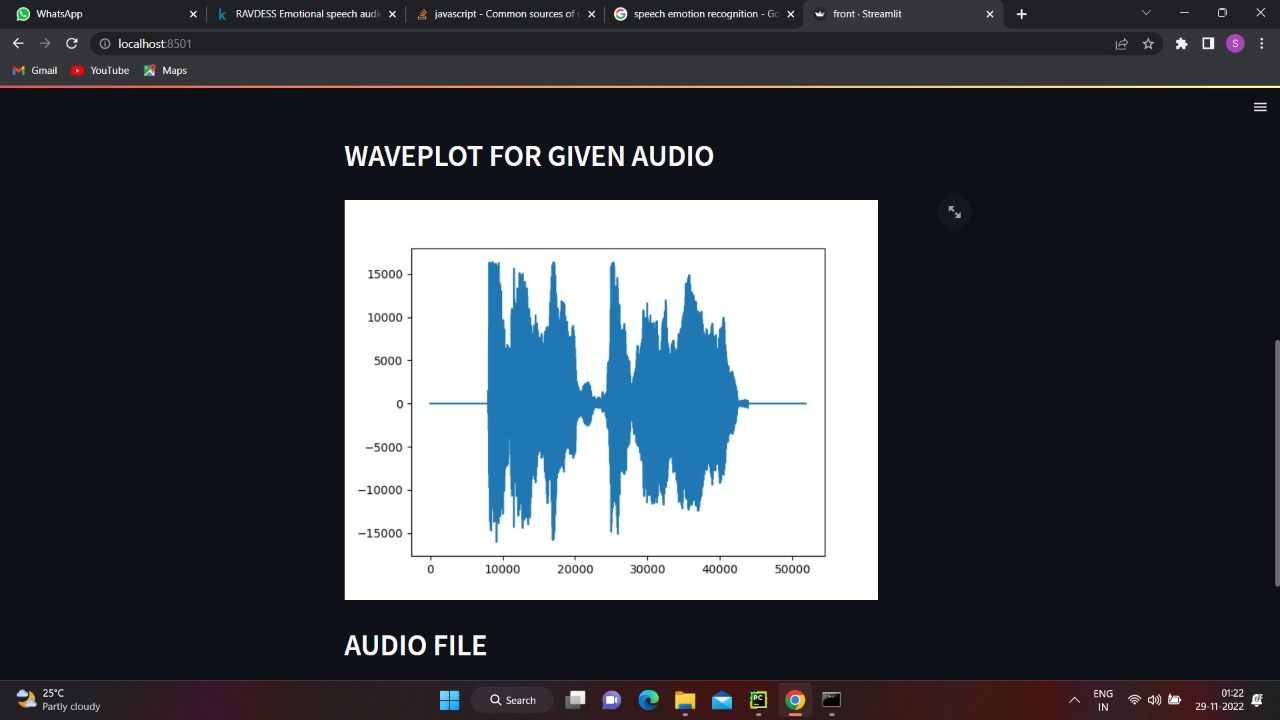 WhatsApp
RAVDESS Emotional speech audi
javascript - Common sources of
speech emotion recognition - Go
front · Streamlit
localhost:8501
S
Gmail
YouTube
Maps
WAVEPLOT FOR GIVEN AUDIO
15000
10000
5000
0
−5000
−10000
−15000
0 10000 20000 30000 40000 50000
AUDIO FILE
25°C
Partly cloudy
Search
PC
ENG
IN
01:22
29-11-2022